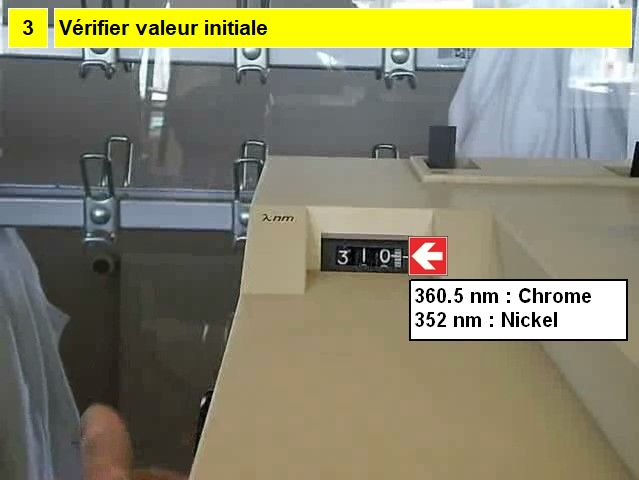 3 Vérifier valeur initiale
λnm
310
360.5 nm : Chrome
352 nm : Nickel